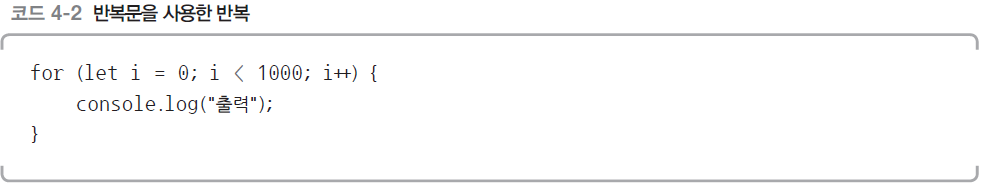 코드 4-2 반복문을 사용한 반복
for (let i = 0; i < 1000; i++) {
    console.log("출력");
}